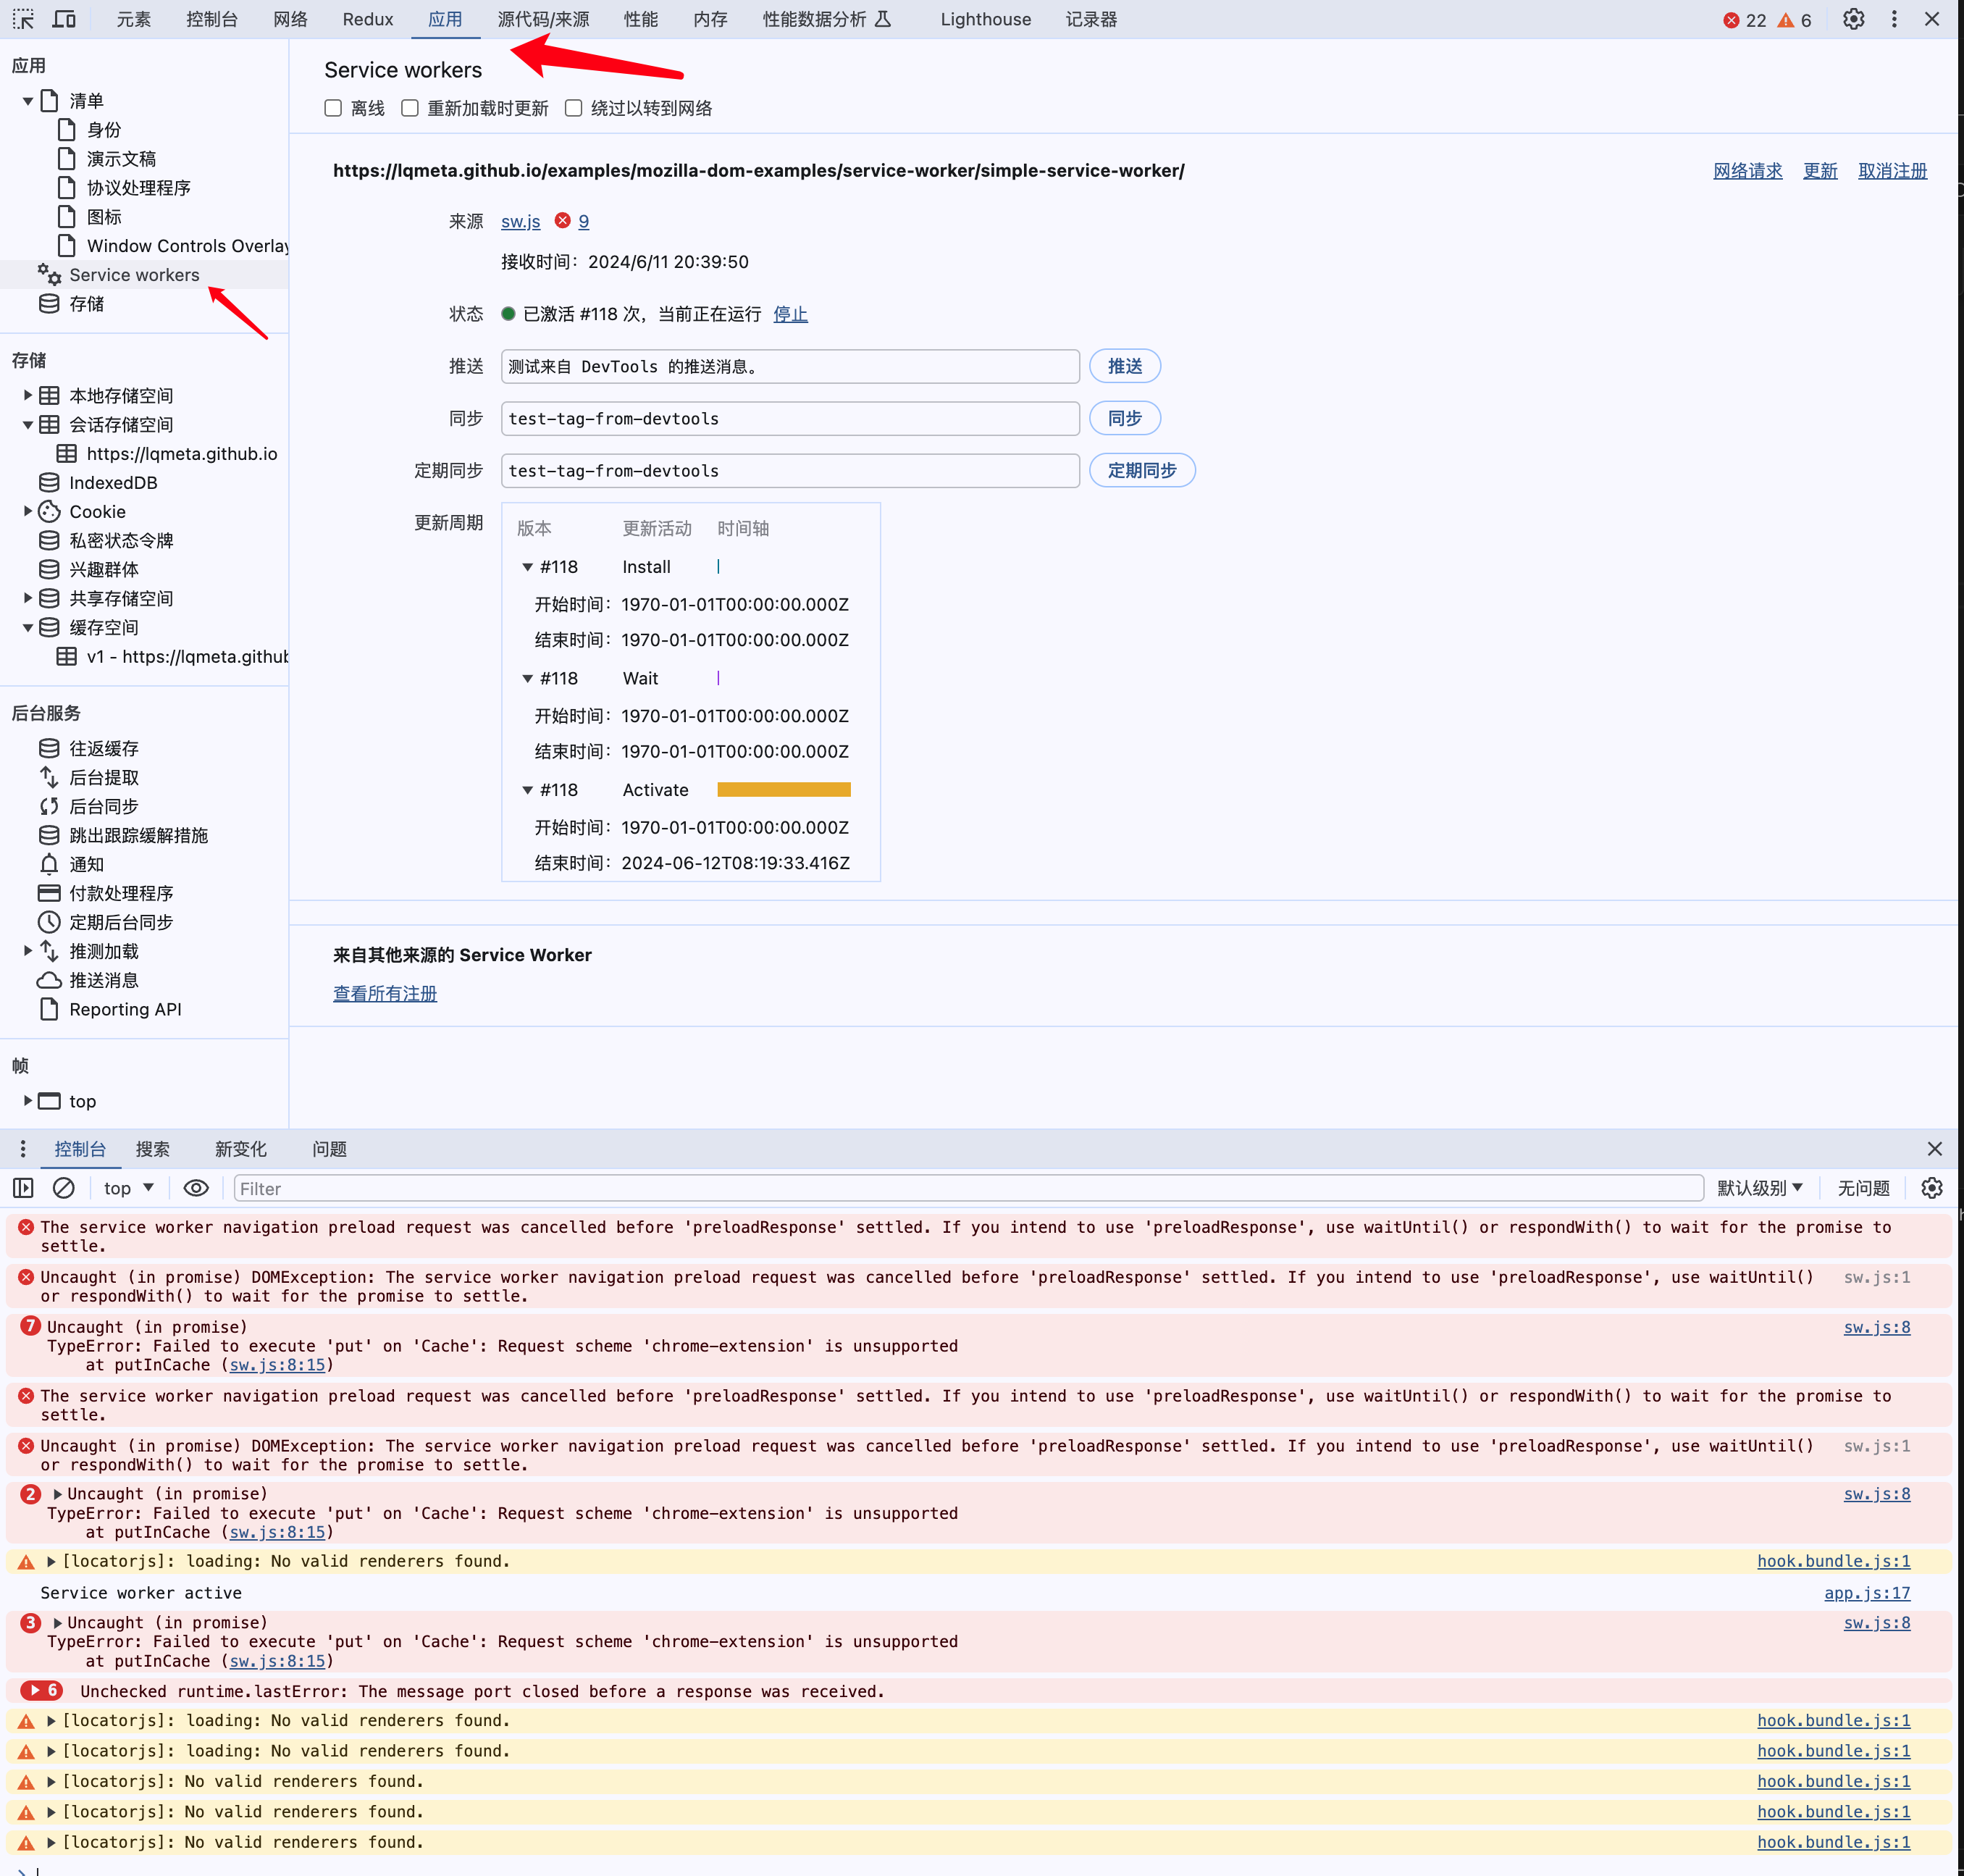 元素 控制台 网络 Redux 应用 源代码/来源 性能 内存 性能数据分析 Lighthouse 记录器 22 6
应用
清单
身份
演示文稿
协议处理程序
图标
Window Controls Overlay
Service workers
存储
存储
本地存储空间
会话存储空间
https://lqmeta.github.io
IndexedDB
Cookie
私密状态令牌
兴趣群体
共享存储空间
缓存空间
v1 - https://lqmeta.github
后台服务
往返缓存
后台提取
后台同步
跳出跟踪缓解措施
通知
付款处理程序
定期后台同步
推测加载
推送消息
Reporting API
帧
top
Service workers
离线 重新加载时更新 绕过以转到网络
https://lqmeta.github.io/examples/mozilla-dom-examples/service-worker/simple-service-worker/ 网络请求 更新 取消注册
来源 sw.js 9
接收时间：2024/6/11 20:39:50
状态 已激活 #118 次，当前正在运行 停止
推送 测试来自 DevTools 的推送消息。 推送
同步 test-tag-from-devtools 同步
定期同步 test-tag-from-devtools 定期同步
更新周期 版本 更新活动 时间轴
#118 Install
开始时间：1970-01-01T00:00:00.000Z
结束时间：1970-01-01T00:00:00.000Z
#118 Wait
开始时间：1970-01-01T00:00:00.000Z
结束时间：1970-01-01T00:00:00.000Z
#118 Activate
开始时间：1970-01-01T00:00:00.000Z
结束时间：2024-06-12T08:19:33.416Z
来自其他来源的 Service Worker
查看所有注册
控制台 搜索 新变化 问题
top Filter 默认级别 无问题
The service worker navigation preload request was cancelled before 'preloadResponse' settled. If you intend to use 'preloadResponse', use waitUntil() or respondWith() to wait for the promise to
settle.
Uncaught (in promise) DOMException: The service worker navigation preload request was cancelled before 'preloadResponse' settled. If you intend to use 'preloadResponse', use waitUntil() sw.js:1
or respondWith() to wait for the promise to settle.
7 Uncaught (in promise) sw.js:8
TypeError: Failed to execute 'put' on 'Cache': Request scheme 'chrome-extension' is unsupported
at putInCache (sw.js:8:15)
The service worker navigation preload request was cancelled before 'preloadResponse' settled. If you intend to use 'preloadResponse', use waitUntil() or respondWith() to wait for the promise to
settle.
Uncaught (in promise) DOMException: The service worker navigation preload request was cancelled before 'preloadResponse' settled. If you intend to use 'preloadResponse', use waitUntil() sw.js:1
or respondWith() to wait for the promise to settle.
2 Uncaught (in promise) sw.js:8
TypeError: Failed to execute 'put' on 'Cache': Request scheme 'chrome-extension' is unsupported
at putInCache (sw.js:8:15)
[locatorjs]: loading: No valid renderers found. hook.bundle.js:1
Service worker active app.js:17
3 Uncaught (in promise) sw.js:8
TypeError: Failed to execute 'put' on 'Cache': Request scheme 'chrome-extension' is unsupported
at putInCache (sw.js:8:15)
6 Unchecked runtime.lastError: The message port closed before a response was received.
[locatorjs]: loading: No valid renderers found. hook.bundle.js:1
[locatorjs]: loading: No valid renderers found. hook.bundle.js:1
[locatorjs]: No valid renderers found. hook.bundle.js:1
[locatorjs]: No valid renderers found. hook.bundle.js:1
[locatorjs]: No valid renderers found. hook.bundle.js:1